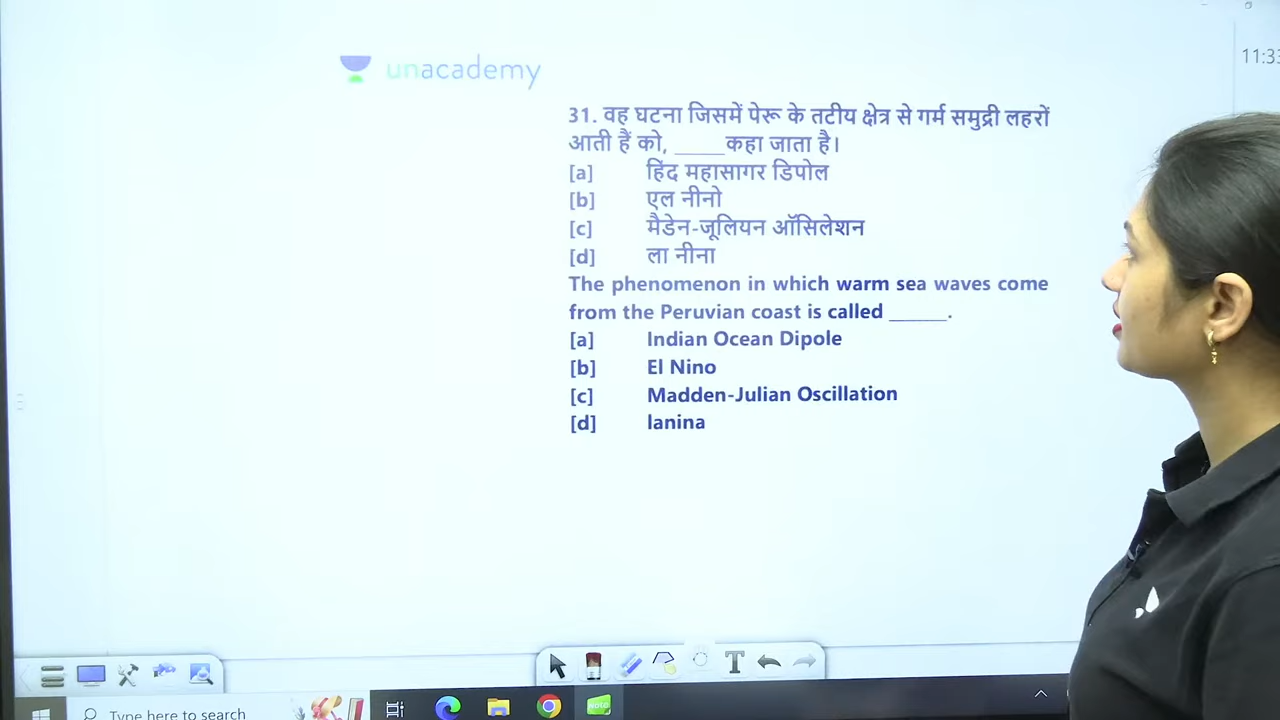 unacademy
11:33
31. वह घटना जिसमें पेरू के तटीय क्षेत्र से गर्म समुद्री लहरों
आती हैं को, _____कहा जाता है।
[a] हिंद महासागर डिपोल
[b] एल नीनो
[c] मैडेन-जूलियन ऑसिलेशन
[d] ला नीना
The phenomenon in which warm sea waves come
from the Peruvian coast is called ______.
[a] Indian Ocean Dipole
[b] El Nino
[c] Madden-Julian Oscillation
[d] lanina
T
Type here to search